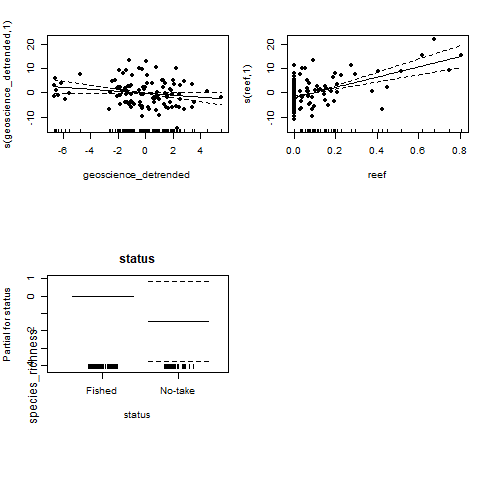 s(geoscience_detrended,1)
20
10
0
-10
-6
-4
-2
0
2
4
geoscience_detrended
s(reef,1)
20
10
0
-10
0.0
0.2
0.4
0.6
0.8
reef
status
Partial for status
species_richness
1
0
Fished
No-take
status